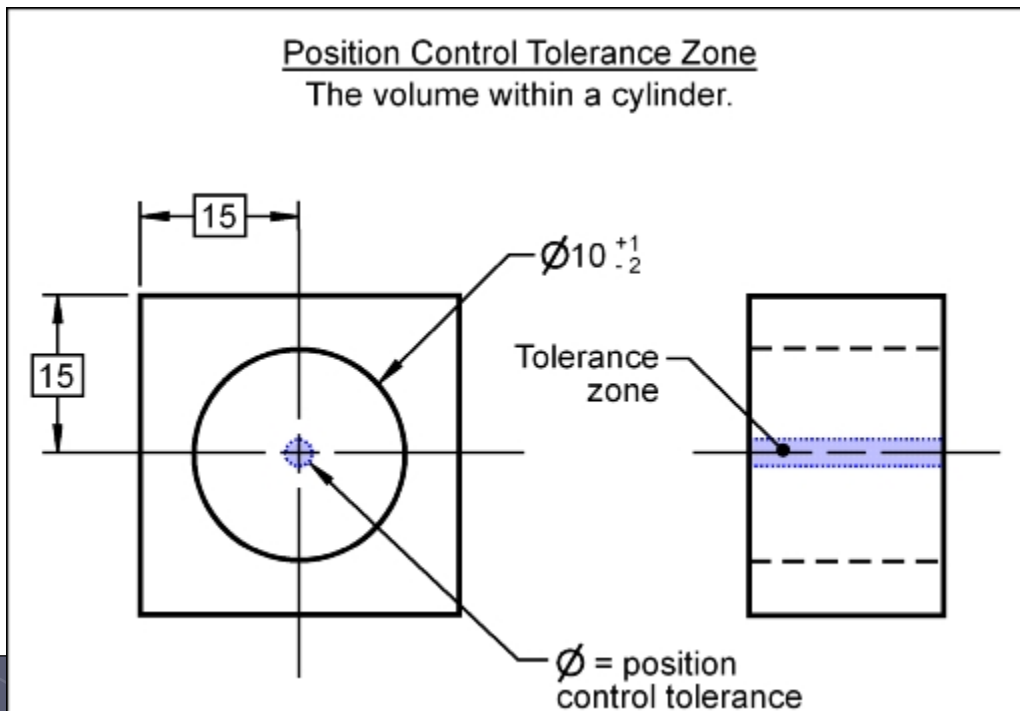 Position Control Tolerance Zone
The volume within a cylinder.
15
Ø10 +1 - 2
15
Tolerance
zone
Ø = position
control tolerance